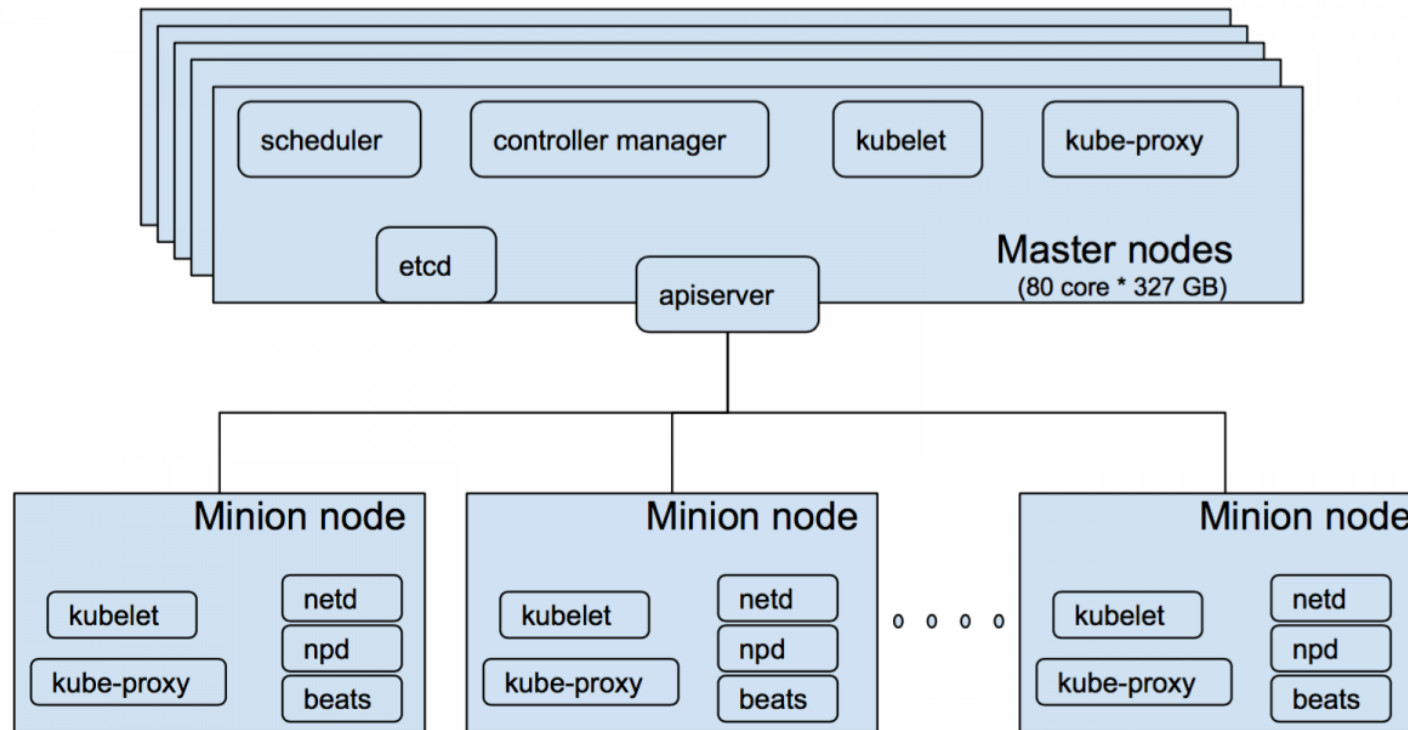 scheduler
controller manager
kubelet
kube-proxy
etcd
apiserver
Master nodes
(80 core * 327 GB)
Minion node
kubelet
kube-proxy
netd
npd
beats
Minion node
kubelet
kube-proxy
netd
npd
beats
Minion node
kubelet
kube-proxy
netd
npd
beats